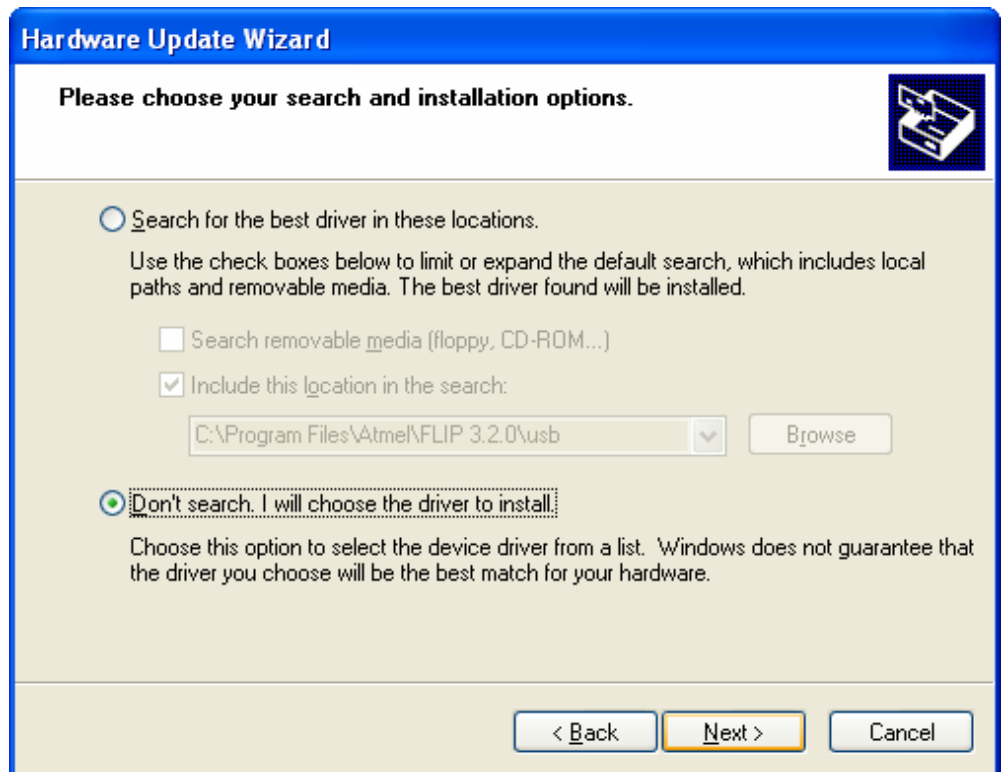 Hardware Update Wizard
Please choose your search and installation options.
Search for the best driver in these locations.
Use the check boxes below to limit or expand the default search, which includes local
paths and removable media. The best driver found will be installed.
Search removable media (floppy, CD-ROM...)
Include this location in the search:
C:\Program Files\Atmel\FLIP 3.2.0\usb
Browse
Don't search. I will choose the driver to install.
Choose this option to select the device driver from a list. Windows does not guarantee that
the driver you choose will be the best match for your hardware.
< Back Next > Cancel